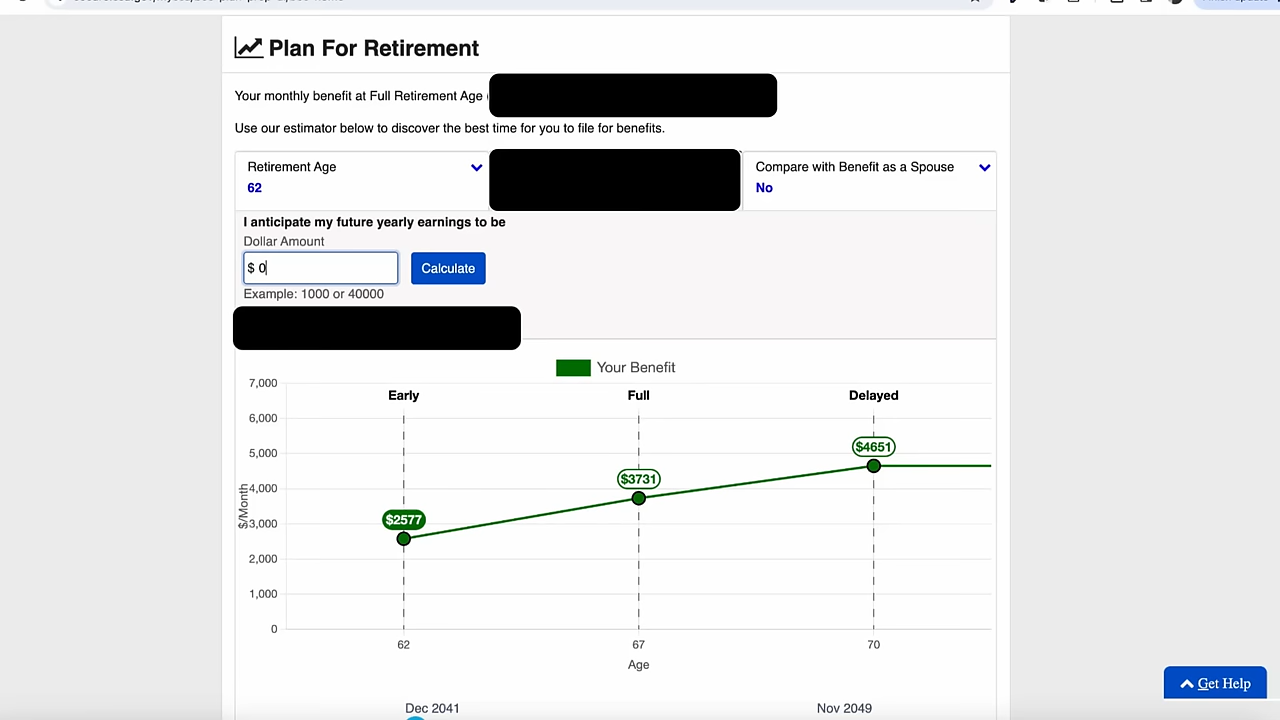 Plan For Retirement
Your monthly benefit at Full Retirement Age
Use our estimator below to discover the best time for you to file for benefits.
Retirement Age
62
Compare with Benefit as a Spouse
No
I anticipate my future yearly earnings to be
Dollar Amount
$ 0
Calculate
Example: 1000 or 40000
Your Benefit
7,000
6,000
5,000
4,000
3,000
2,000
1,000
0
$/Month
Early
Full
Delayed
$2577
$3731
$4651
62
67
70
Age
Dec 2041
Nov 2049
Get Help